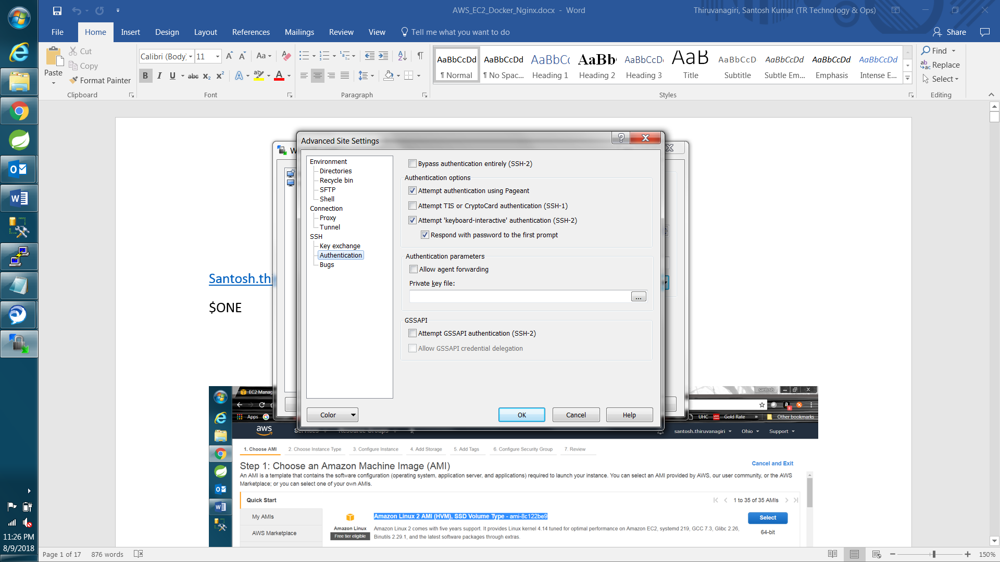 AWS_EC2_Docker_Nginx.docx - Word
Thiruvanagiri, Santosh Kumar (TR Technology & Ops)
File
Home
Insert
Design
Layout
References
Mailings
Review
View
Tell me what you want to do
Share
Paste
Cut
Copy
Format Painter
Clipboard
Calibri (Body)
11
Font
Paragraph
AaBbCcDd
¶ Normal
AaBbCcDd
¶ No Spac...
AaBbC
Heading 1
AaBb
Heading 2
AaBbCcD
Heading 3
AaB
Title
AaBbCcD
Subtitle
AaBbCcDd
Subtle Em...
AaBbCcDd
Emphasis
AaBbCcDd
Intense E...
Styles
Find
Replace
Select
Editing
Advanced Site Settings
Environment
Directories
Recycle bin
SFTP
Shell
Connection
Proxy
Tunnel
SSH
Key exchange
Authentication
Bugs
Bypass authentication entirely (SSH-2)
Authentication options
Attempt authentication using Pageant
Attempt TIS or CryptoCard authentication (SSH-1)
Attempt 'keyboard-interactive' authentication (SSH-2)
Respond with password to the first prompt
Authentication parameters
Allow agent forwarding
Private key file:
...
GSSAPI
Attempt GSSAPI authentication (SSH-2)
Allow GSSAPI credential delegation
Color
OK
Cancel
Help
Santosh.thi
$ONE
EC2 Manag
santosh
Apps
UHC
Gold Rate
»
Other bookmarks
aws
Services
Resource Groups
santosh.thiruvanagiri
Ohio
Support
1. Choose AMI
2. Choose Instance Type
3. Configure Instance
4. Add Storage
5. Add Tags
6. Configure Security Group
7. Review
Step 1: Choose an Amazon Machine Image (AMI)
Cancel and Exit
An AMI is a template that contains the software configuration (operating system, application server, and applications) required to launch your instance. You can select an AMI provided by AWS, our user community, or the AWS
Marketplace; or you can select one of your own AMIs.
Quick Start
1 to 35 of 35 AMIs
My AMIs
AWS Marketplace
Amazon Linux
Free tier eligible
Amazon Linux 2 AMI (HVM), SSD Volume Type - ami-8c122be9
Amazon Linux 2 comes with five years support. It provides Linux kernel 4.14 tuned for optimal performance on Amazon EC2, systemd 219, GCC 7.3, Glibc 2.26,
Binutils 2.29.1, and the latest software packages through extras.
Select
64-bit
11:26 PM
8/9/2018
Page 1 of 17
876 words
150%